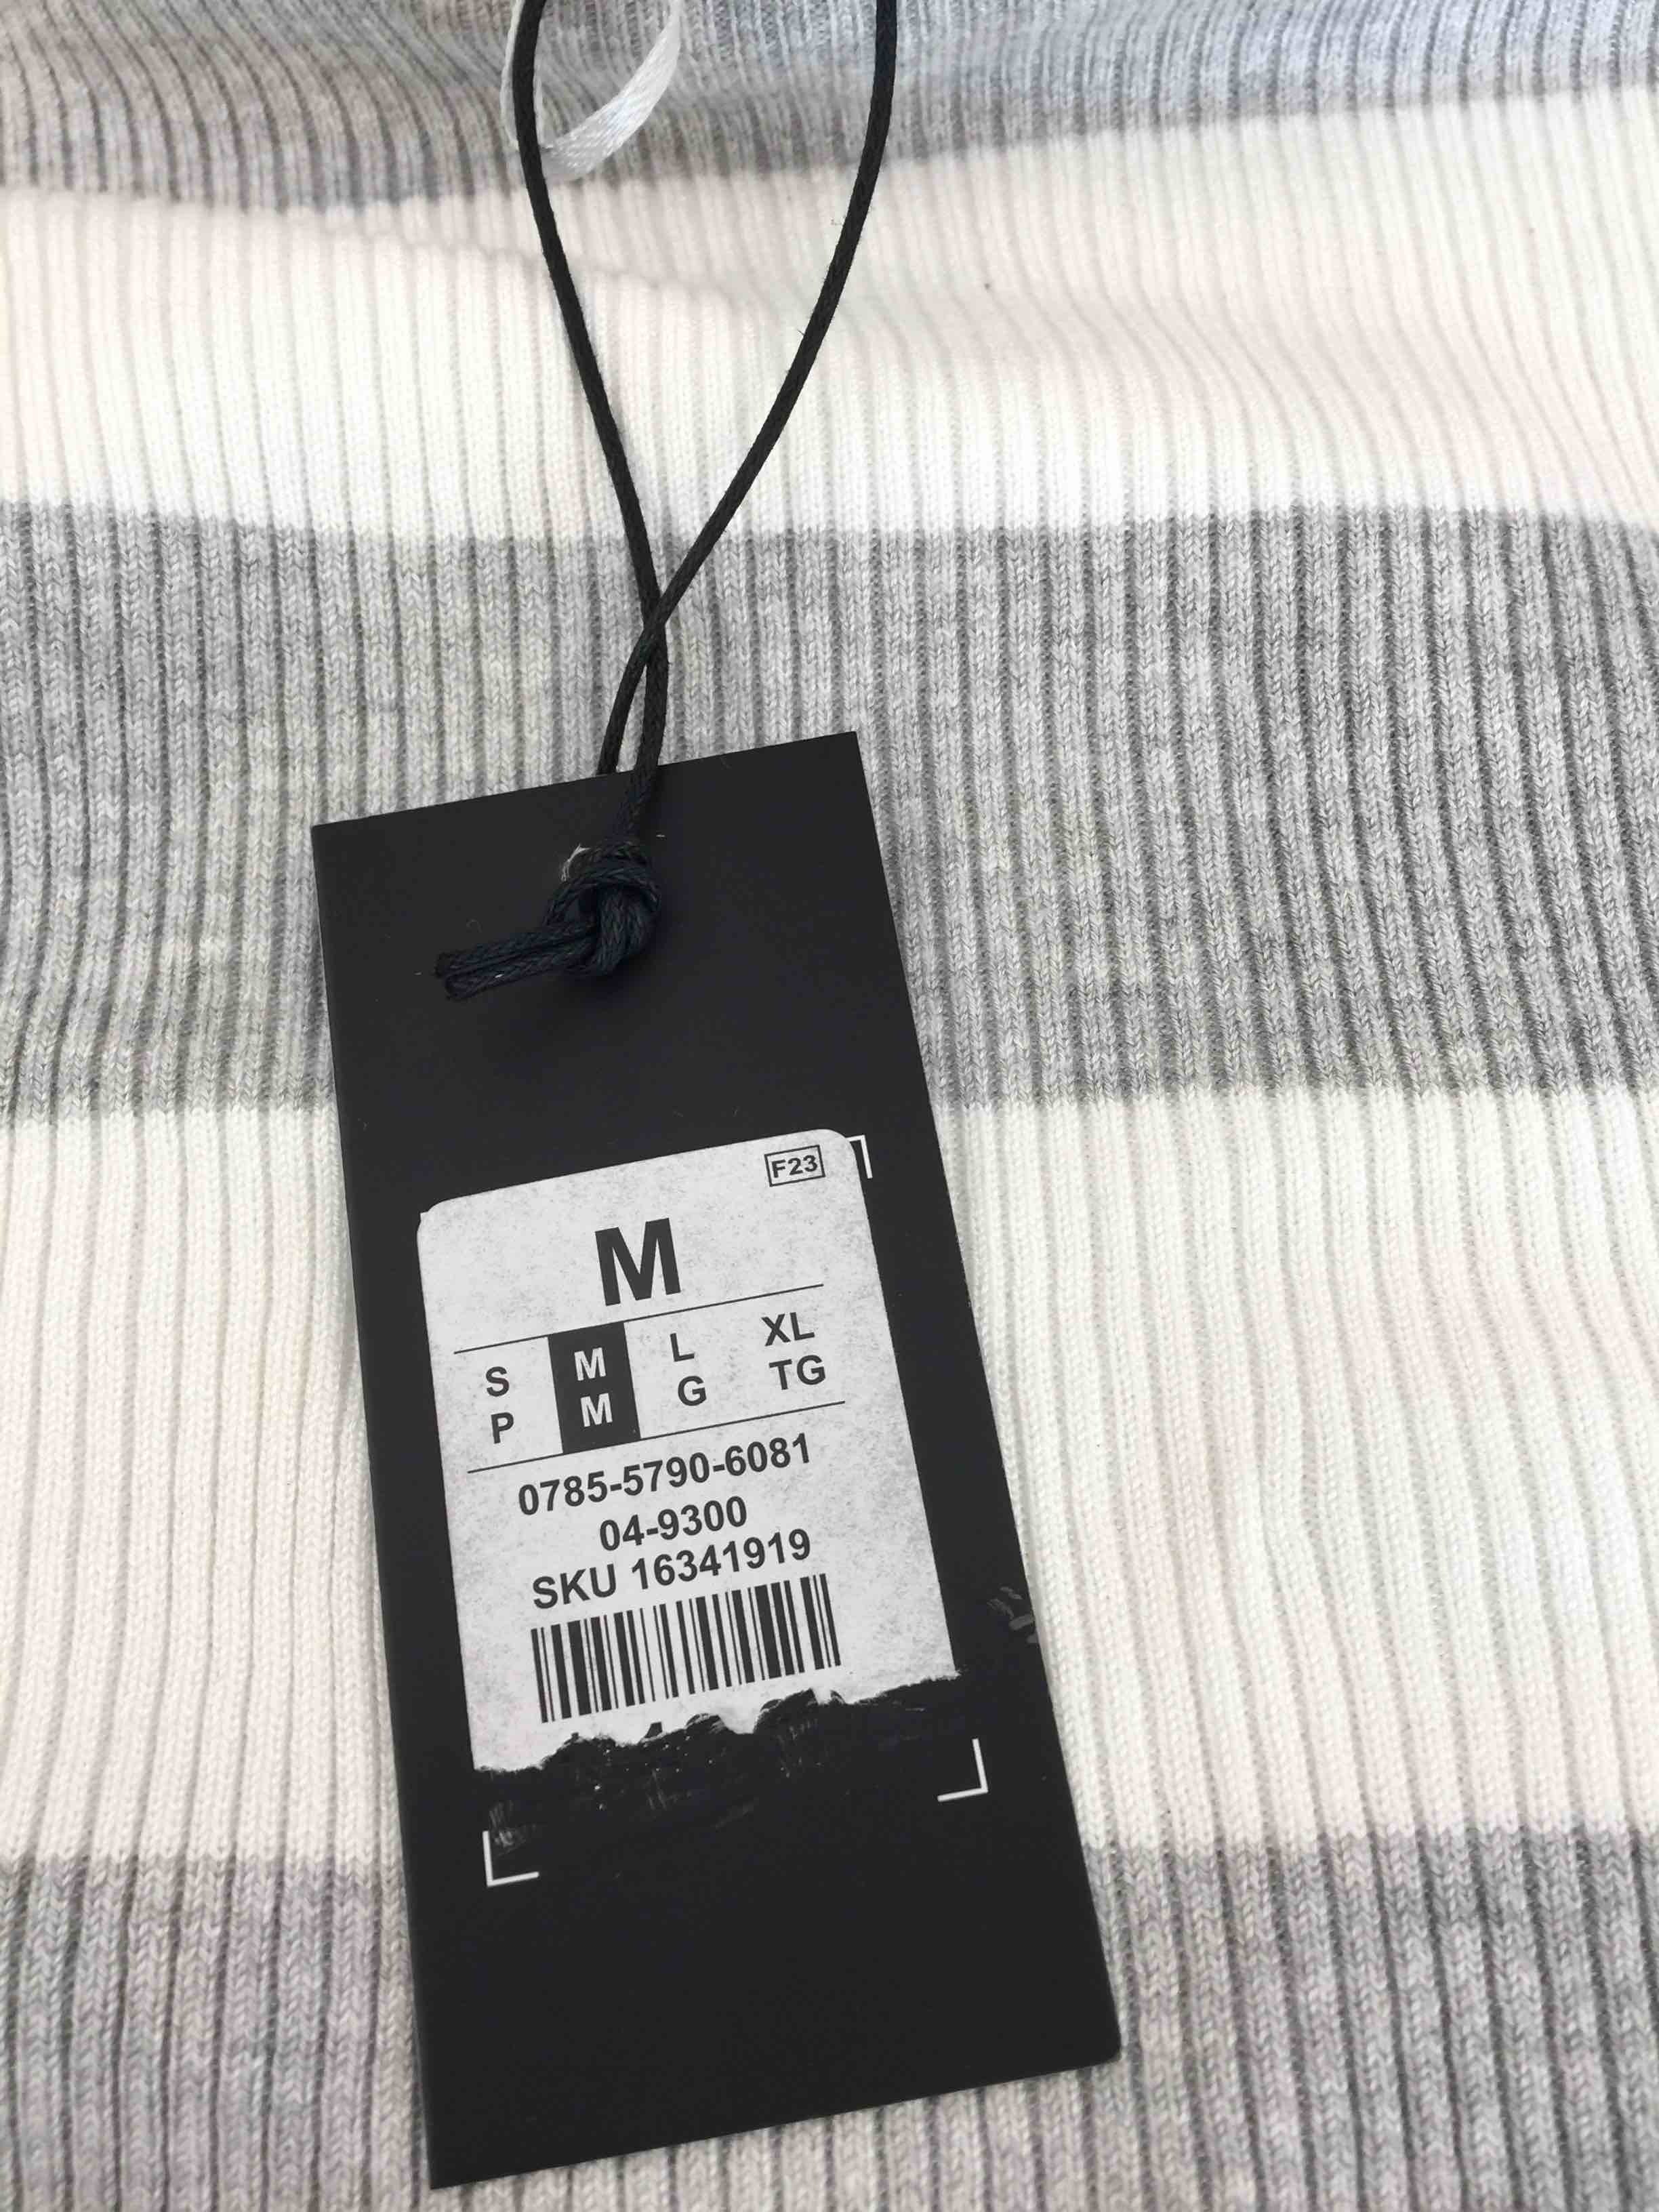 F23
M
S M L XL
P M G TG
0785-5790-6081
04-9300
SKU 16341919